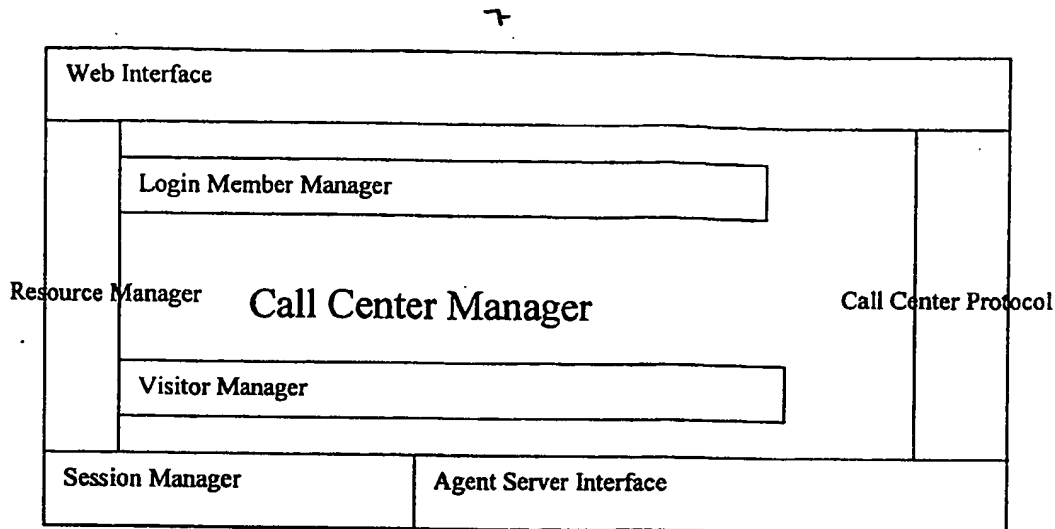 7
Web Interface
Login Member Manager
Resource Manager
Call Center Manager
Call Center Protocol
Visitor Manager
Session Manager
Agent Server Interface